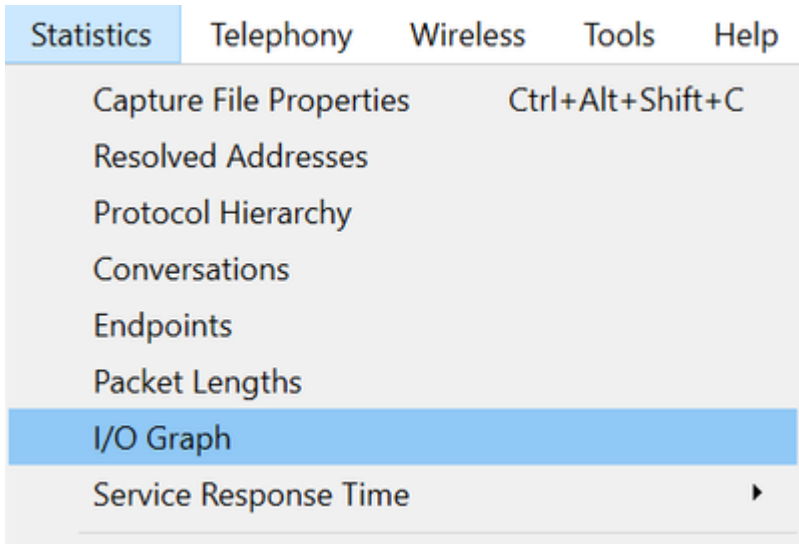 Statistics Telephony Wireless Tools Help
Capture File Properties Ctrl+Alt+Shift+C
Resolved Addresses
Protocol Hierarchy
Conversations
Endpoints
Packet Lengths
I/O Graph
Service Response Time